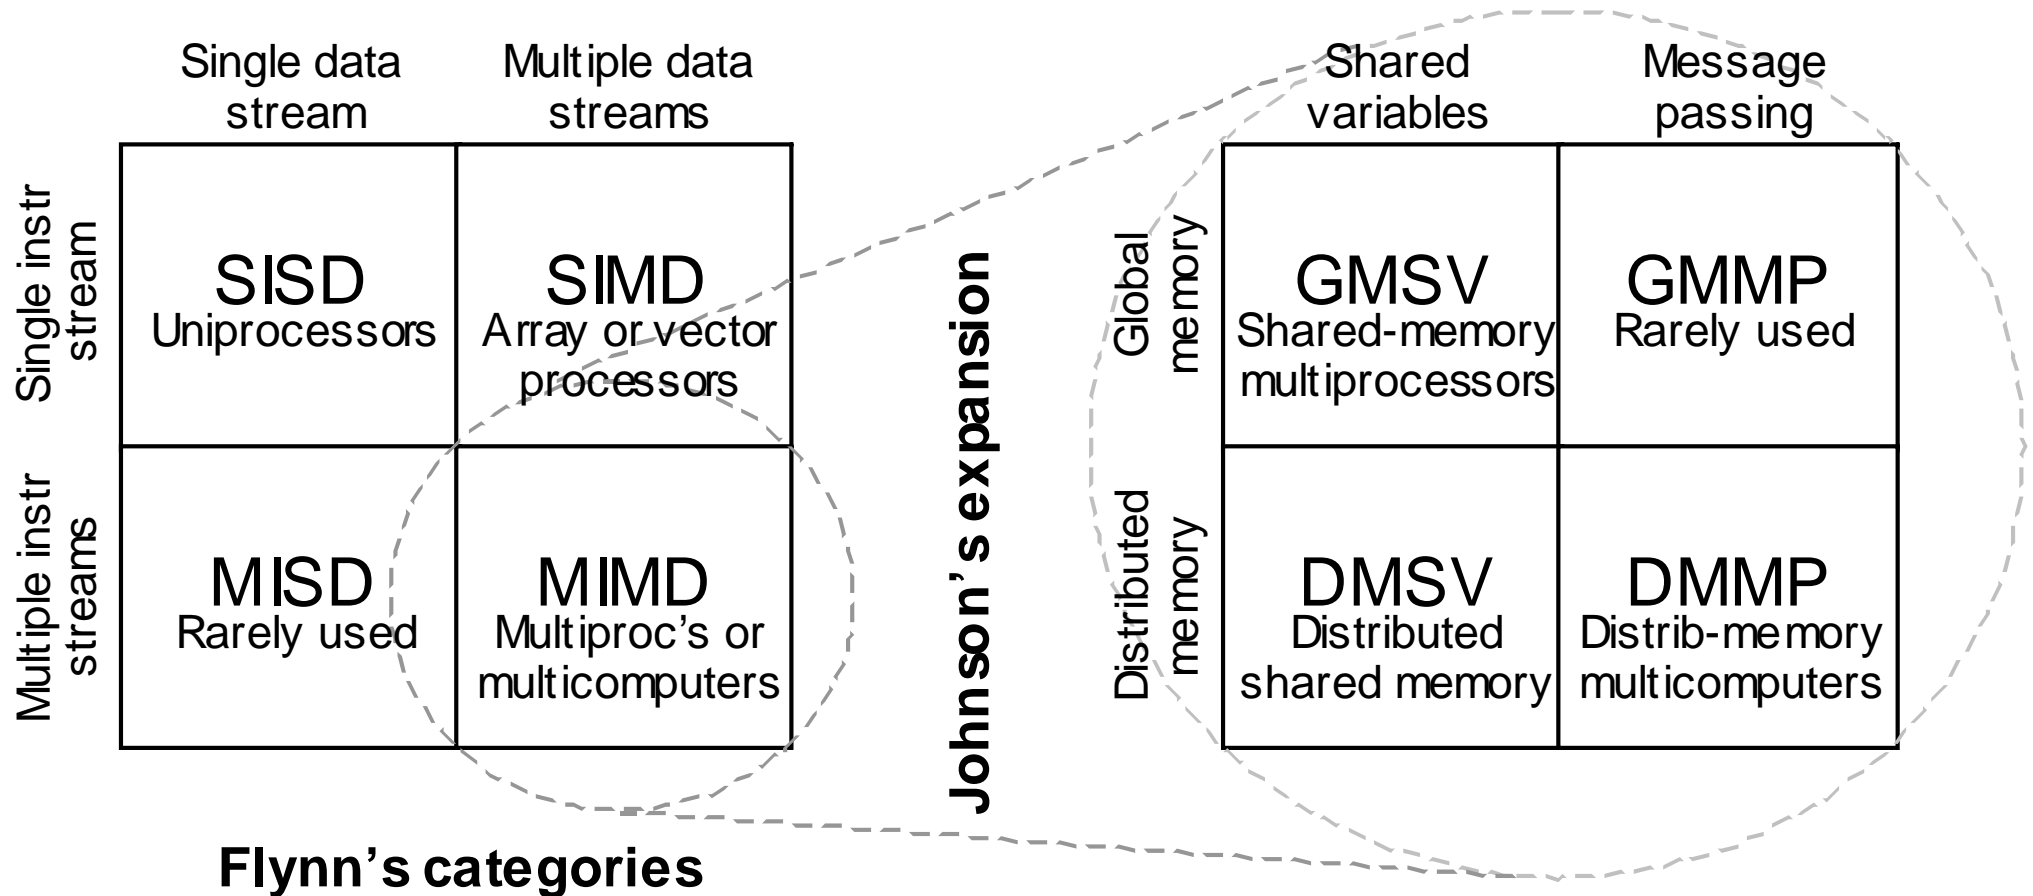 Single data
stream
Multiple data
streams
Single instr
stream
Multiple instr
streams
SISD
Uniprocessors
SIMD
Array or vector
processors
MISD
Rarely used
MIMD
Multiproc's or
multicomputers
Flynn's categories
Johnson's expansion
Shared
variables
Message
passing
Global
memory
Distributed
memory
GMSV
Shared-memory
multiprocessors
GMMP
Rarely used
DMSV
Distributed
shared memory
DMMP
Distrib-memory
multicomputers